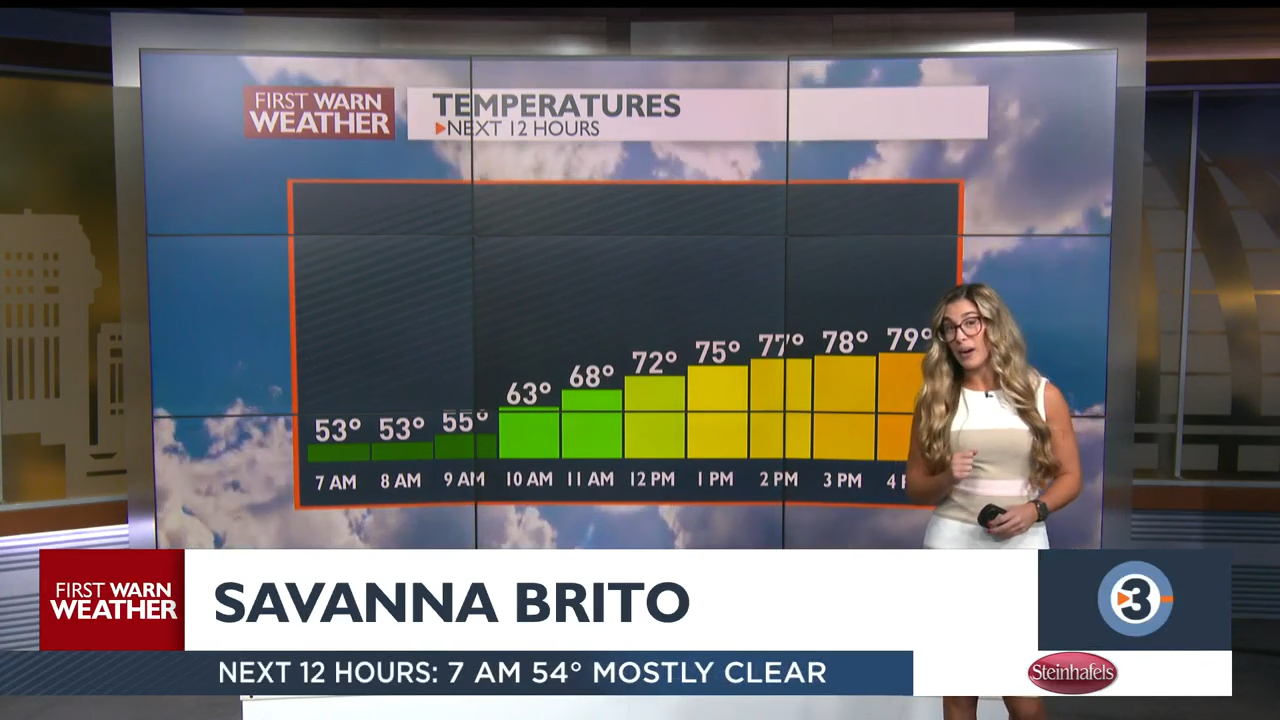 FIRST WARN
WEATHER
TEMPERATURES
NEXT 12 HOURS
53° 53° 55° 63° 68° 72° 75° 77° 78° 79°
7 AM 8 AM 9 AM 10 AM 11 AM 12 PM 1 PM 2 PM 3 PM 4
FIRST WARN
WEATHER
SAVANNA BRITO
3
NEXT 12 HOURS: 7 AM 54° MOSTLY CLEAR
Steinhafels